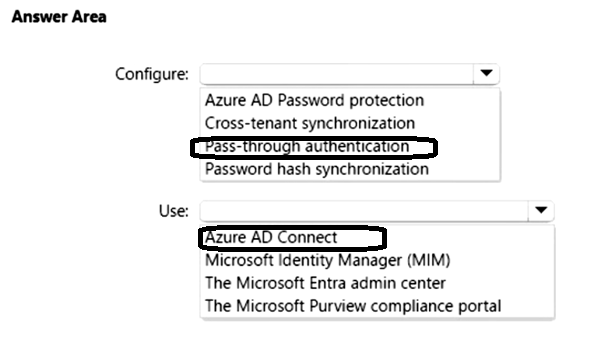 Answer Area
Configure:
Azure AD Password protection
Cross-tenant synchronization
Pass-through authentication
Password hash synchronization
Use:
Azure AD Connect
Microsoft Identity Manager (MIM)
The Microsoft Entra admin center
The Microsoft Purview compliance portal